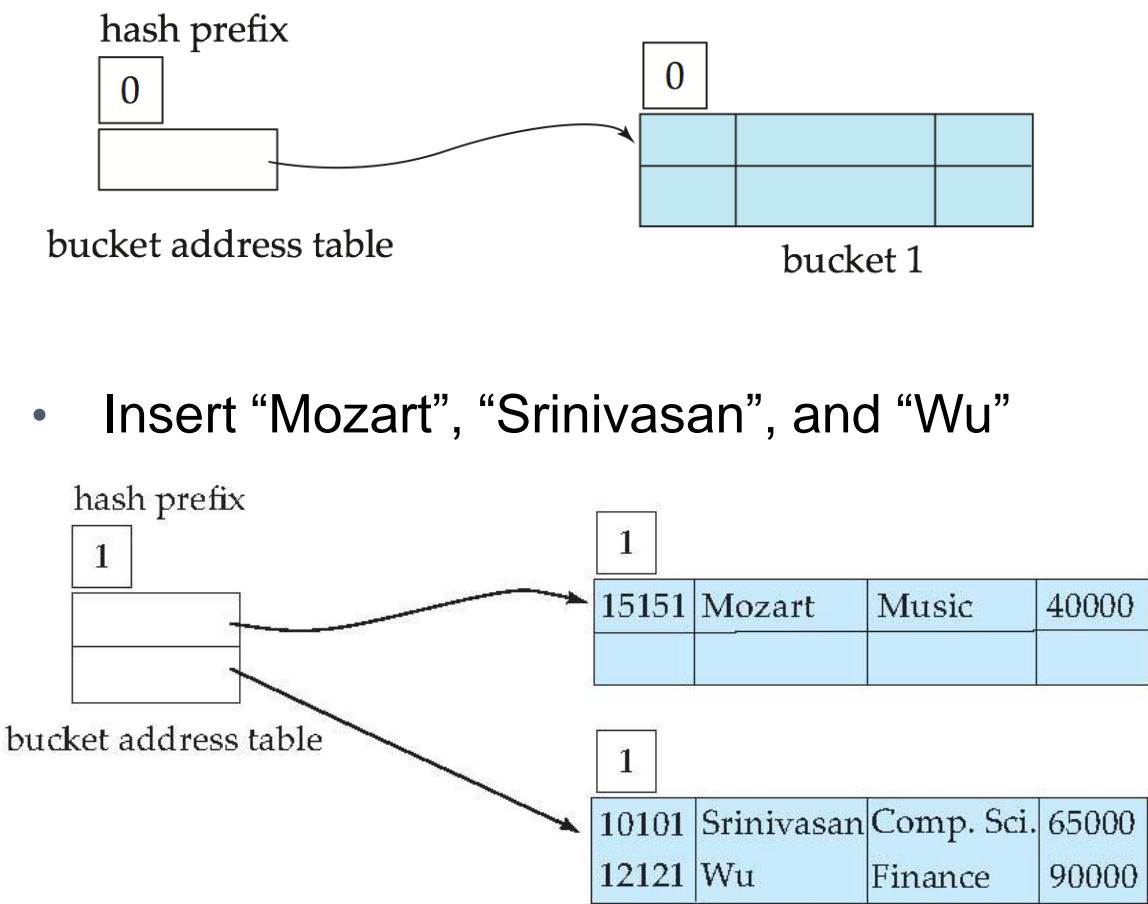 hash prefix
0
0
bucket address table
bucket 1
• Insert “Mozart”, “Srinivasan”, and “Wu”
hash prefix
1
1
15151 Mozart Music 40000
bucket address table
1
10101 Srinivasan Comp. Sci. 65000
12121 Wu Finance 90000